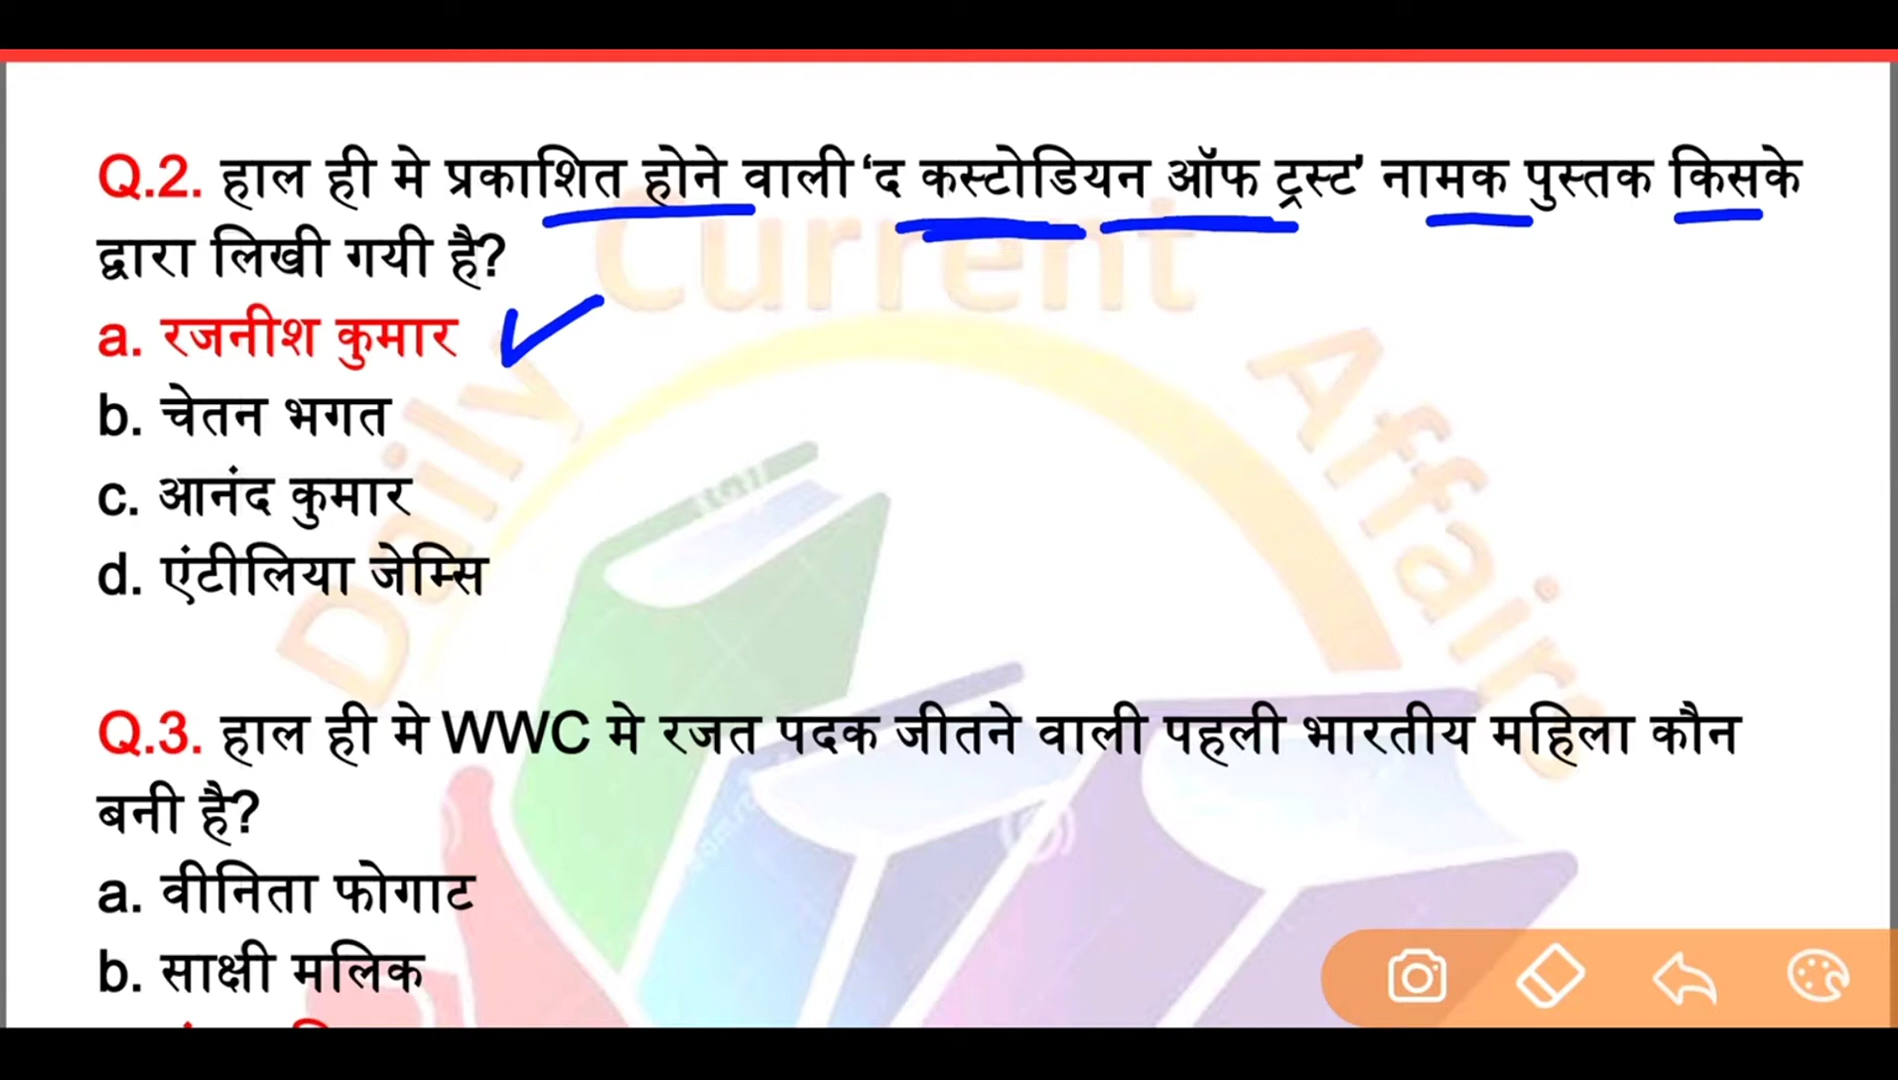 Q.2. हाल ही मे प्रकाशित होने वाली ‘द कस्टोडियन ऑफ ट्रस्ट’ नामक पुस्तक किसके
द्वारा लिखी गयी है?
a. रजनीश कुमार
b. चेतन भगत
c. आनंद कुमार
d. एंटीलिया जेम्सि
Daily Current Affairs
Q.3. हाल ही मे WWC मे रजत पदक जीतने वाली पहली भारतीय महिला कौन
बनी है?
a. वीनिता फोगाट
b. साक्षी मलिक